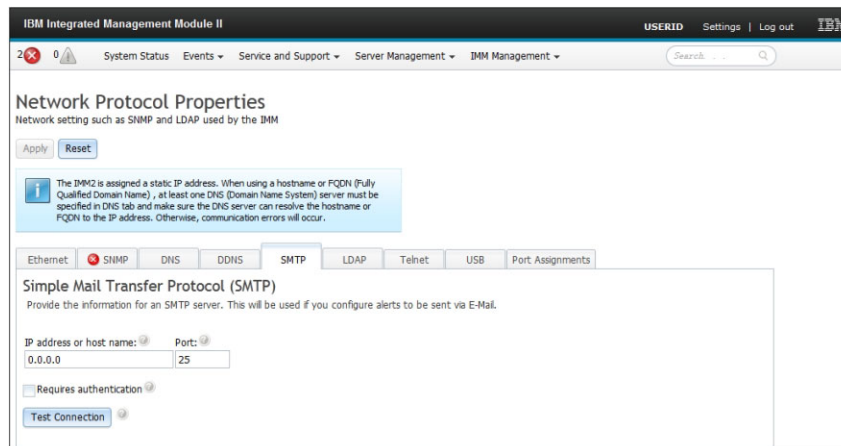 IBM Integrated Management Module II
USERID Settings | Log out IBM
2 0 System Status Events Service and Support Server Management IMM Management Search. . .
Network Protocol Properties
Network setting such as SNMP and LDAP used by the IMM
Apply Reset
The IMM2 is assigned a static IP address. When using a hostname or FQDN (Fully
Qualified Domain Name) , at least one DNS (Domain Name System) server must be
specified in DNS tab and make sure the DNS server can resolve the hostname or
FQDN to the IP address. Otherwise, communication errors will occur.
Ethernet SNMP DNS DDNS SMTP LDAP Telnet USB Port Assignments
Simple Mail Transfer Protocol (SMTP)
Provide the information for an SMTP server. This will be used if you configure alerts to be sent via E-Mail.
IP address or host name: Port:
0.0.0.0 25
Requires authentication
Test Connection